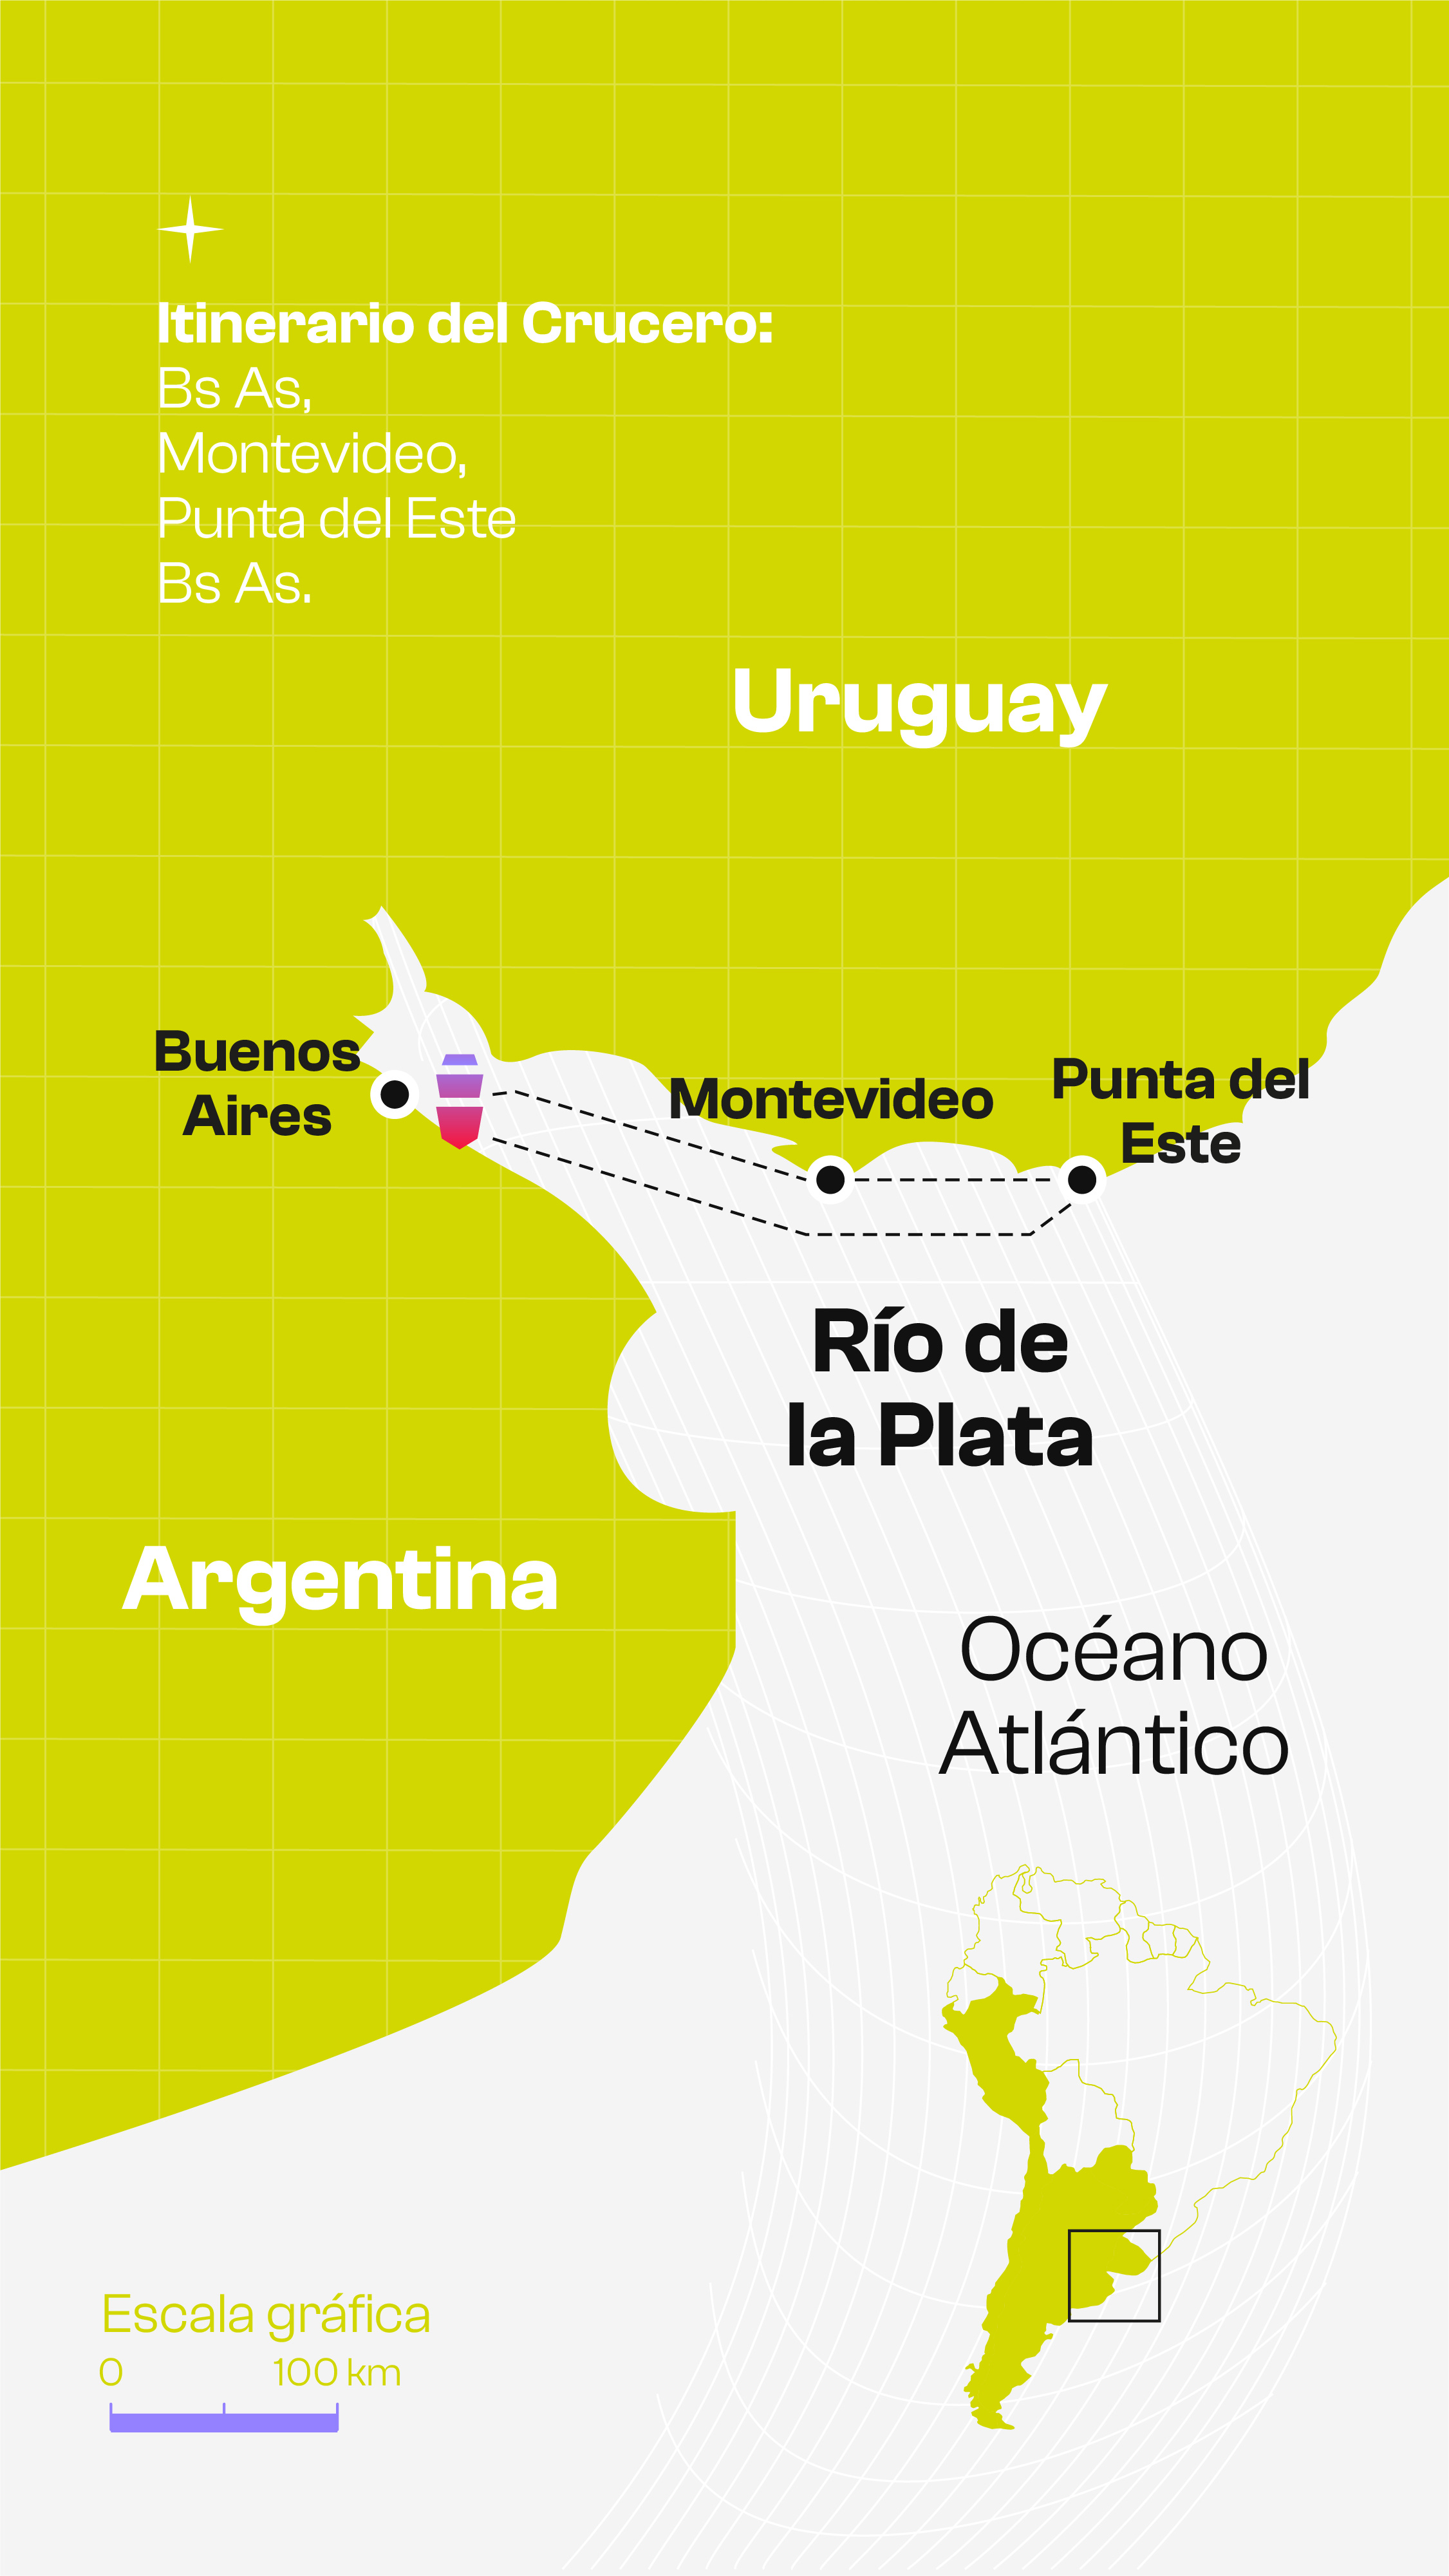 Itinerario del Crucero:
Bs As,
Montevideo,
Punta del Este
Bs As.
Uruguay
Buenos
Aires
Montevideo
Punta del
Este
Río de
la Plata
Argentina
Océano
Atlántico
Escala gráfica
0 100 km